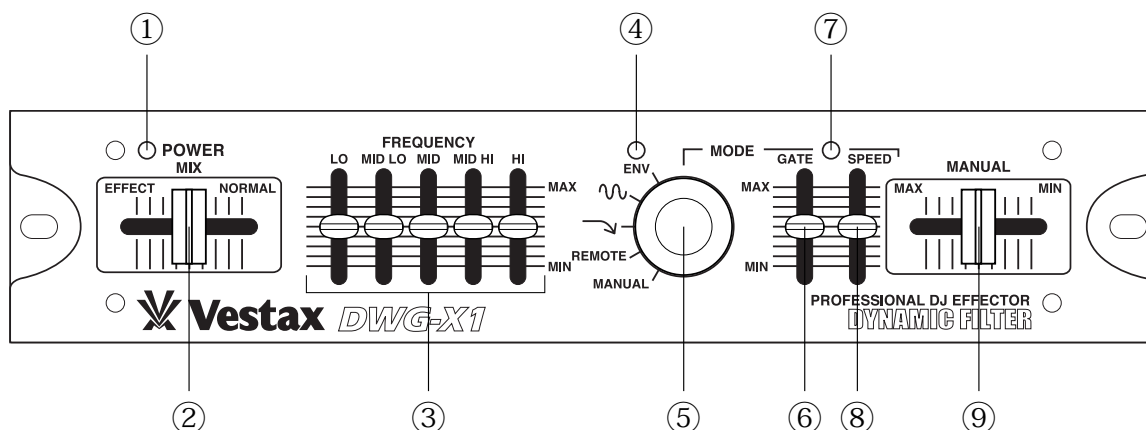 ① ④ ⑦
POWER
MIX
EFFECT NORMAL
FREQUENCY
LO MID LO MID MID HI HI
MAX
MIN
ENV
REMOTE
MANUAL
MODE
GATE SPEED
MAX
MIN
MANUAL
MAX MIN
Vestax DWG-X1
PROFESSIONAL DJ EFFECTOR
DYNAMIC FILTER
② ③ ⑤ ⑥ ⑧ ⑨